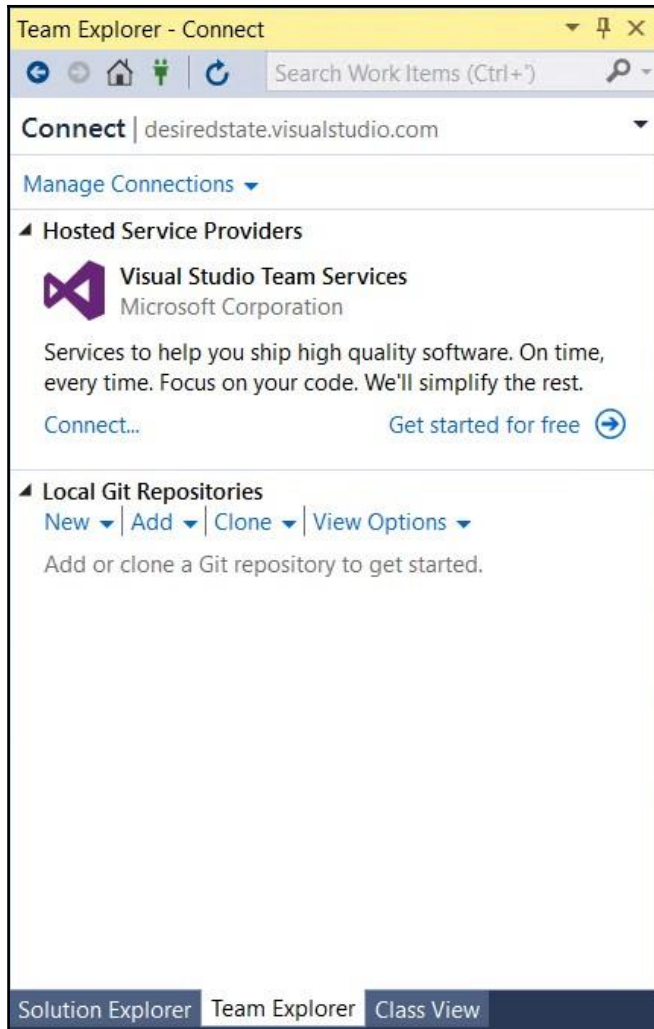 Team Explorer - Connect
Search Work Items (Ctrl+')
Connect | desiredstate.visualstudio.com
Manage Connections
Hosted Service Providers
Visual Studio Team Services
Microsoft Corporation
Services to help you ship high quality software. On time,
every time. Focus on your code. We'll simplify the rest.
Connect... Get started for free
Local Git Repositories
New | Add | Clone | View Options
Add or clone a Git repository to get started.
Solution Explorer Team Explorer Class View